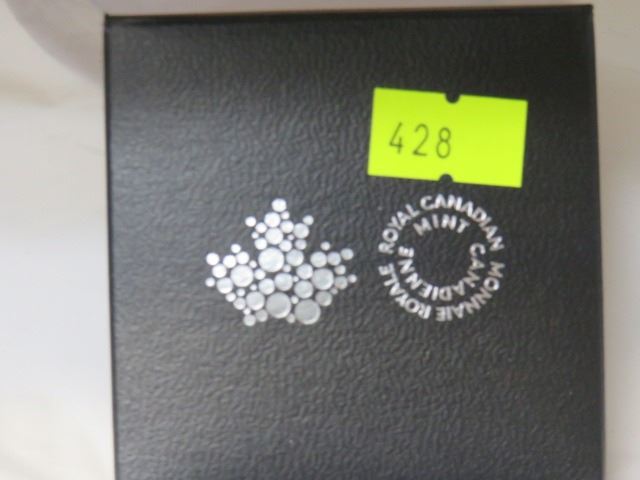 428
ROYAL CANADIAN
MINT
MONNAIE ROYALE
CANADIENNE